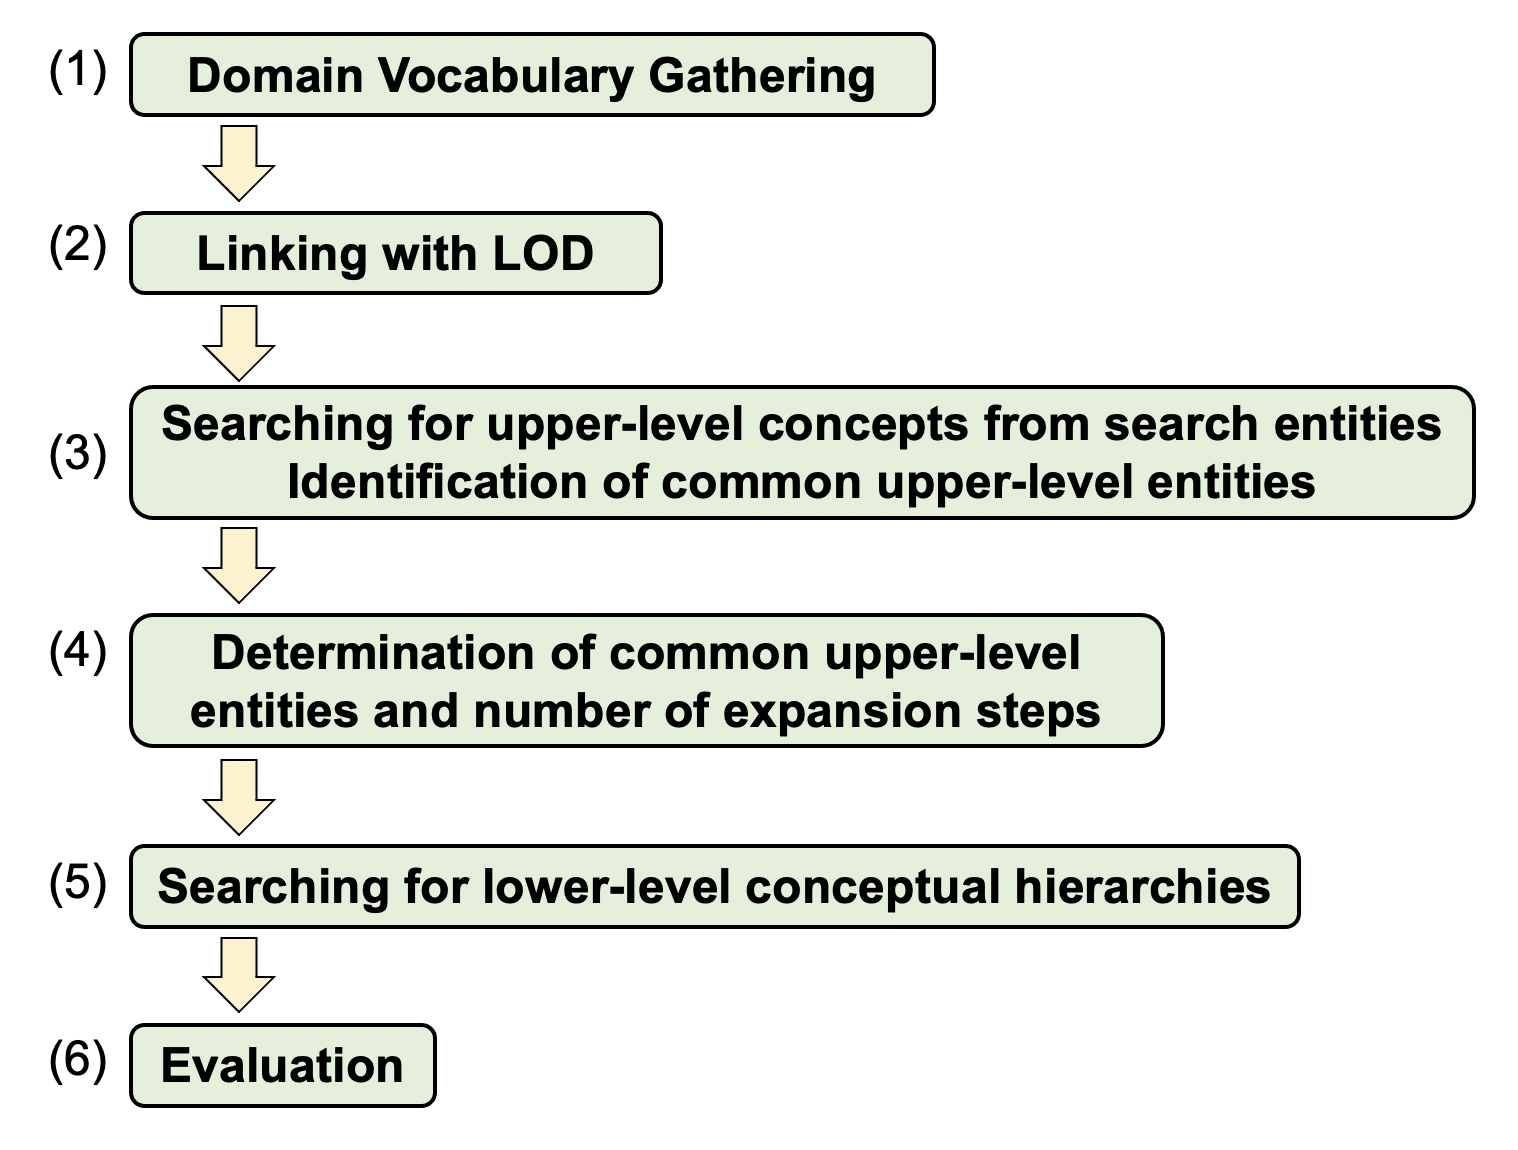 (1) Domain Vocabulary Gathering
(2) Linking with LOD
(3) Searching for upper-level concepts from search entities
Identification of common upper-level entities
(4) Determination of common upper-level
entities and number of expansion steps
(5) Searching for lower-level conceptual hierarchies
(6) Evaluation